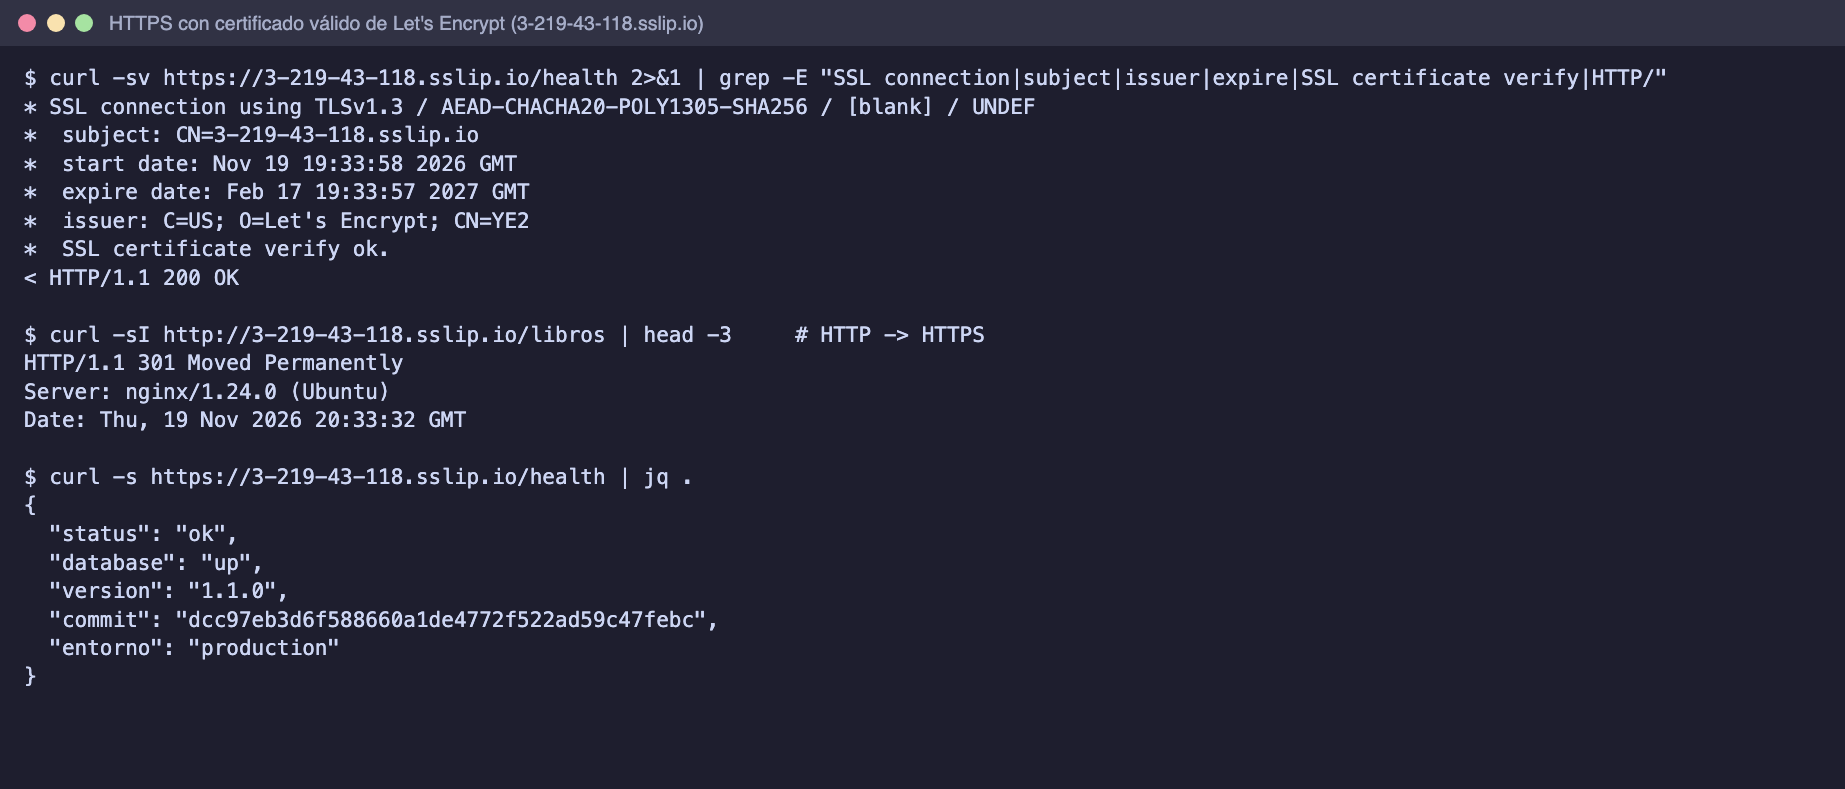 HTTPS con certificado válido de Let's Encrypt (3-219-43-118.sslip.io)
$ curl -sv https://3-219-43-118.sslip.io/health 2>&1 | grep -E "SSL connection|subject|issuer|expire|SSL certificate verify|HTTP/"
* SSL connection using TLSv1.3 / AEAD-CHACHA20-POLY1305-SHA256 / [blank] / UNDEF
*  subject: CN=3-219-43-118.sslip.io
*  start date: Nov 19 19:33:58 2026 GMT
*  expire date: Feb 17 19:33:57 2027 GMT
*  issuer: C=US; O=Let's Encrypt; CN=YE2
*  SSL certificate verify ok.
< HTTP/1.1 200 OK
$ curl -sI http://3-219-43-118.sslip.io/libros | head -3     # HTTP -> HTTPS
HTTP/1.1 301 Moved Permanently
Server: nginx/1.24.0 (Ubuntu)
Date: Thu, 19 Nov 2026 20:33:32 GMT
$ curl -s https://3-219-43-118.sslip.io/health | jq .
{
  "status": "ok",
  "database": "up",
  "version": "1.1.0",
  "commit": "dcc97eb3d6f588660a1de4772f522ad59c47febc",
  "entorno": "production"
}